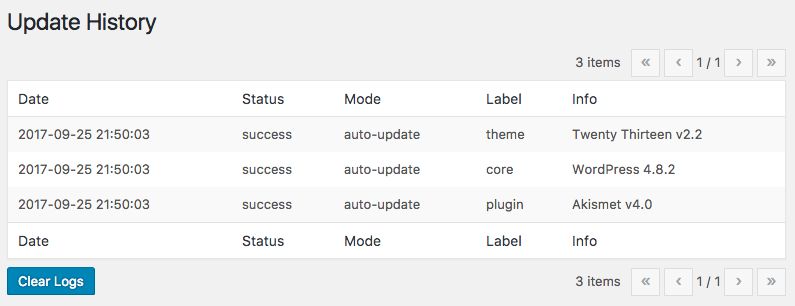 Update History
3 items « ‹ 1 / 1 › »
Date Status Mode Label Info
2017-09-25 21:50:03 success auto-update theme Twenty Thirteen v2.2
2017-09-25 21:50:03 success auto-update core WordPress 4.8.2
2017-09-25 21:50:03 success auto-update plugin Akismet v4.0
Date Status Mode Label Info
Clear Logs 3 items « ‹ 1 / 1 › »